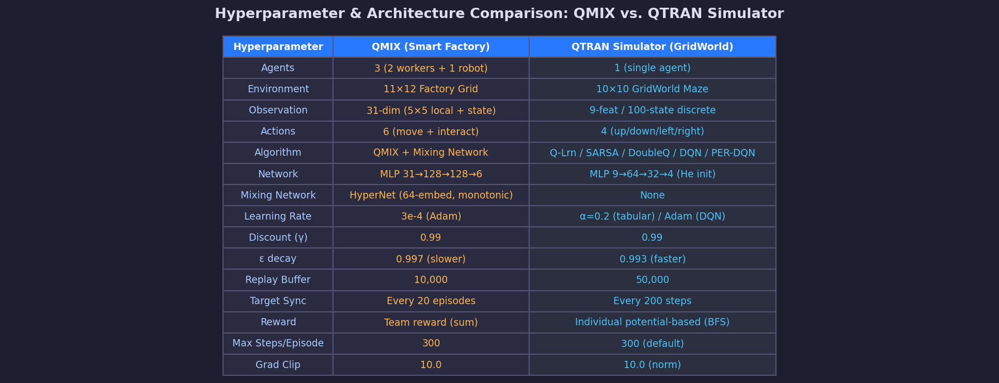 Hyperparameter & Architecture Comparison: QMIX vs. QTRAN Simulator
Hyperparameter QMIX (Smart Factory) QTRAN Simulator (GridWorld)
Agents 3 (2 workers + 1 robot) 1 (single agent)
Environment 11×12 Factory Grid 10×10 GridWorld Maze
Observation 31-dim (5×5 local + state) 9-feat / 100-state discrete
Actions 6 (move + interact) 4 (up/down/left/right)
Algorithm QMIX + Mixing Network Q-Lrn / SARSA / DoubleQ / DQN / PER-DQN
Network MLP 31→128→128→6 MLP 9→64→32→4 (He init)
Mixing Network HyperNet (64-embed, monotonic) None
Learning Rate 3e-4 (Adam) α=0.2 (tabular) / Adam (DQN)
Discount (γ) 0.99 0.99
ε decay 0.997 (slower) 0.993 (faster)
Replay Buffer 10,000 50,000
Target Sync Every 20 episodes Every 200 steps
Reward Team reward (sum) Individual potential-based (BFS)
Max Steps/Episode 300 300 (default)
Grad Clip 10.0 10.0 (norm)